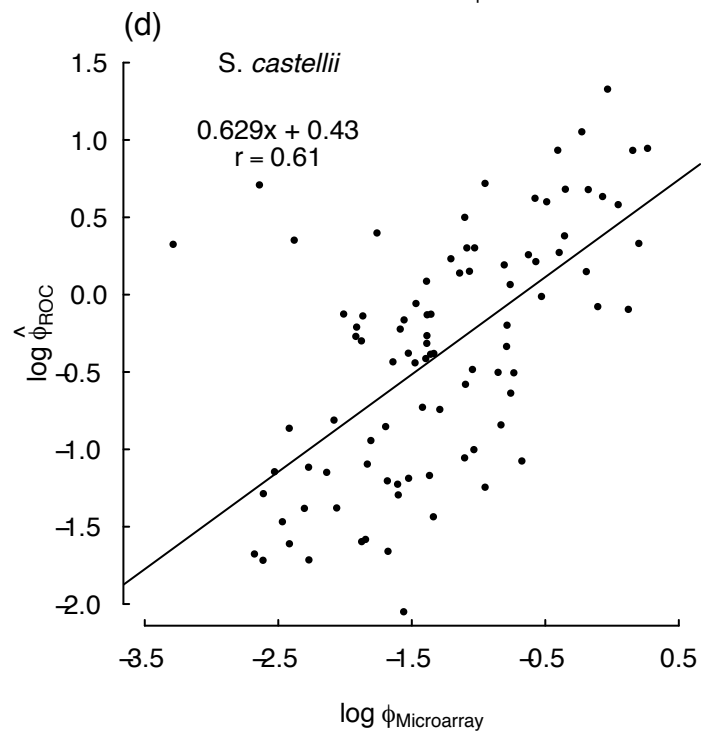 (d)
S. castellii
0.629x + 0.43
r = 0.61
1.5
1.0
0.5
0.0
−0.5
−1.0
−1.5
−2.0
log ϕ̂ROC
−3.5 −2.5 −1.5 −0.5 0.5
log ϕMicroarray